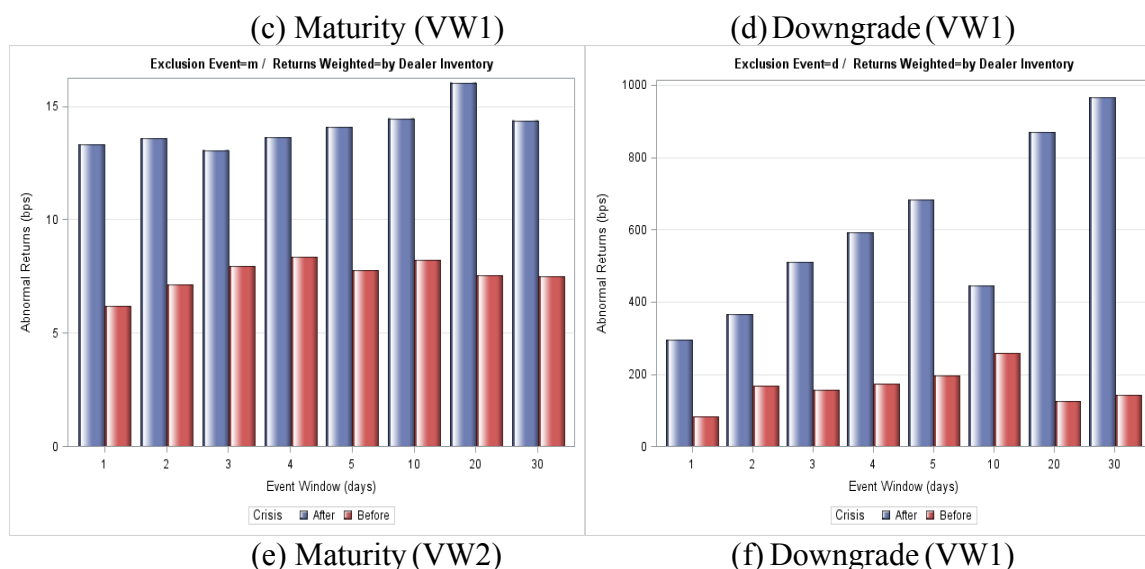 (c) Maturity (VW1)
(d) Downgrade (VW1)
Exclusion Event=m / Returns Weighted=by Dealer Inventory
15
10
5
0
Abnormal Returns (bps)
1 2 3 4 5 10 20 30
Event Window (days)
Crisis After Before
Exclusion Event=d / Returns Weighted=by Dealer Inventory
1000
800
600
400
200
0
Abnormal Returns (bps)
1 2 3 4 5 10 20 30
Event Window (days)
Crisis After Before
(e) Maturity (VW2)
(f) Downgrade (VW1)